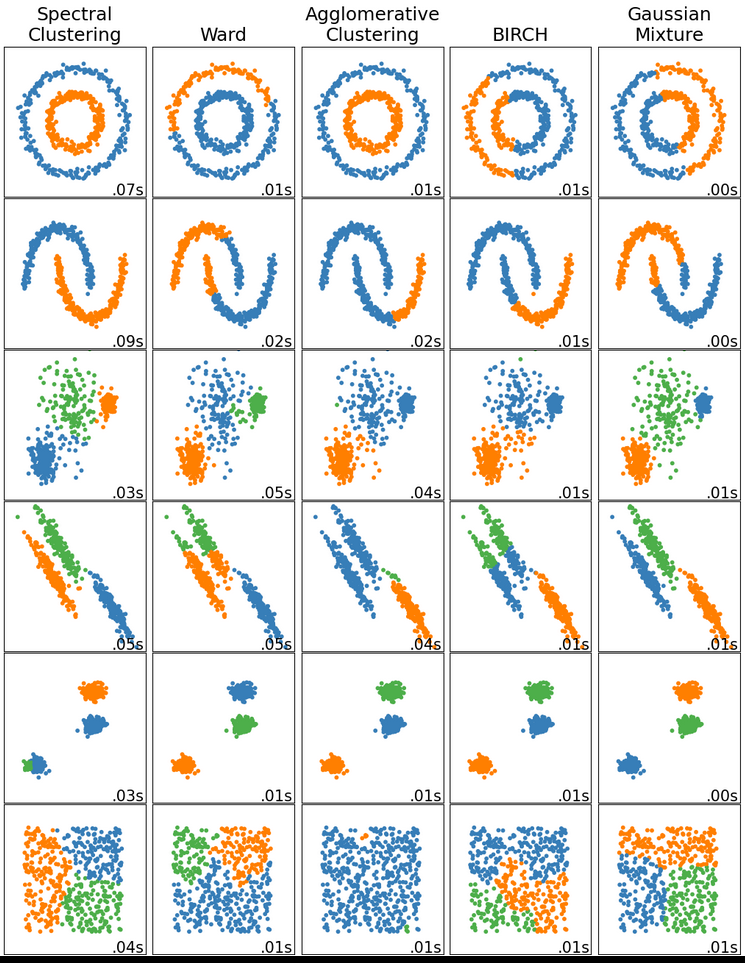 Spectral
Clustering
Ward
Agglomerative
Clustering
BIRCH
Gaussian
Mixture
.07s
.01s
.01s
.01s
.00s
.09s
.02s
.02s
.01s
.00s
.03s
.05s
.04s
.01s
.01s
.05s
.05s
.04s
.01s
.01s
.03s
.01s
.01s
.01s
.00s
.04s
.01s
.01s
.01s
.01s